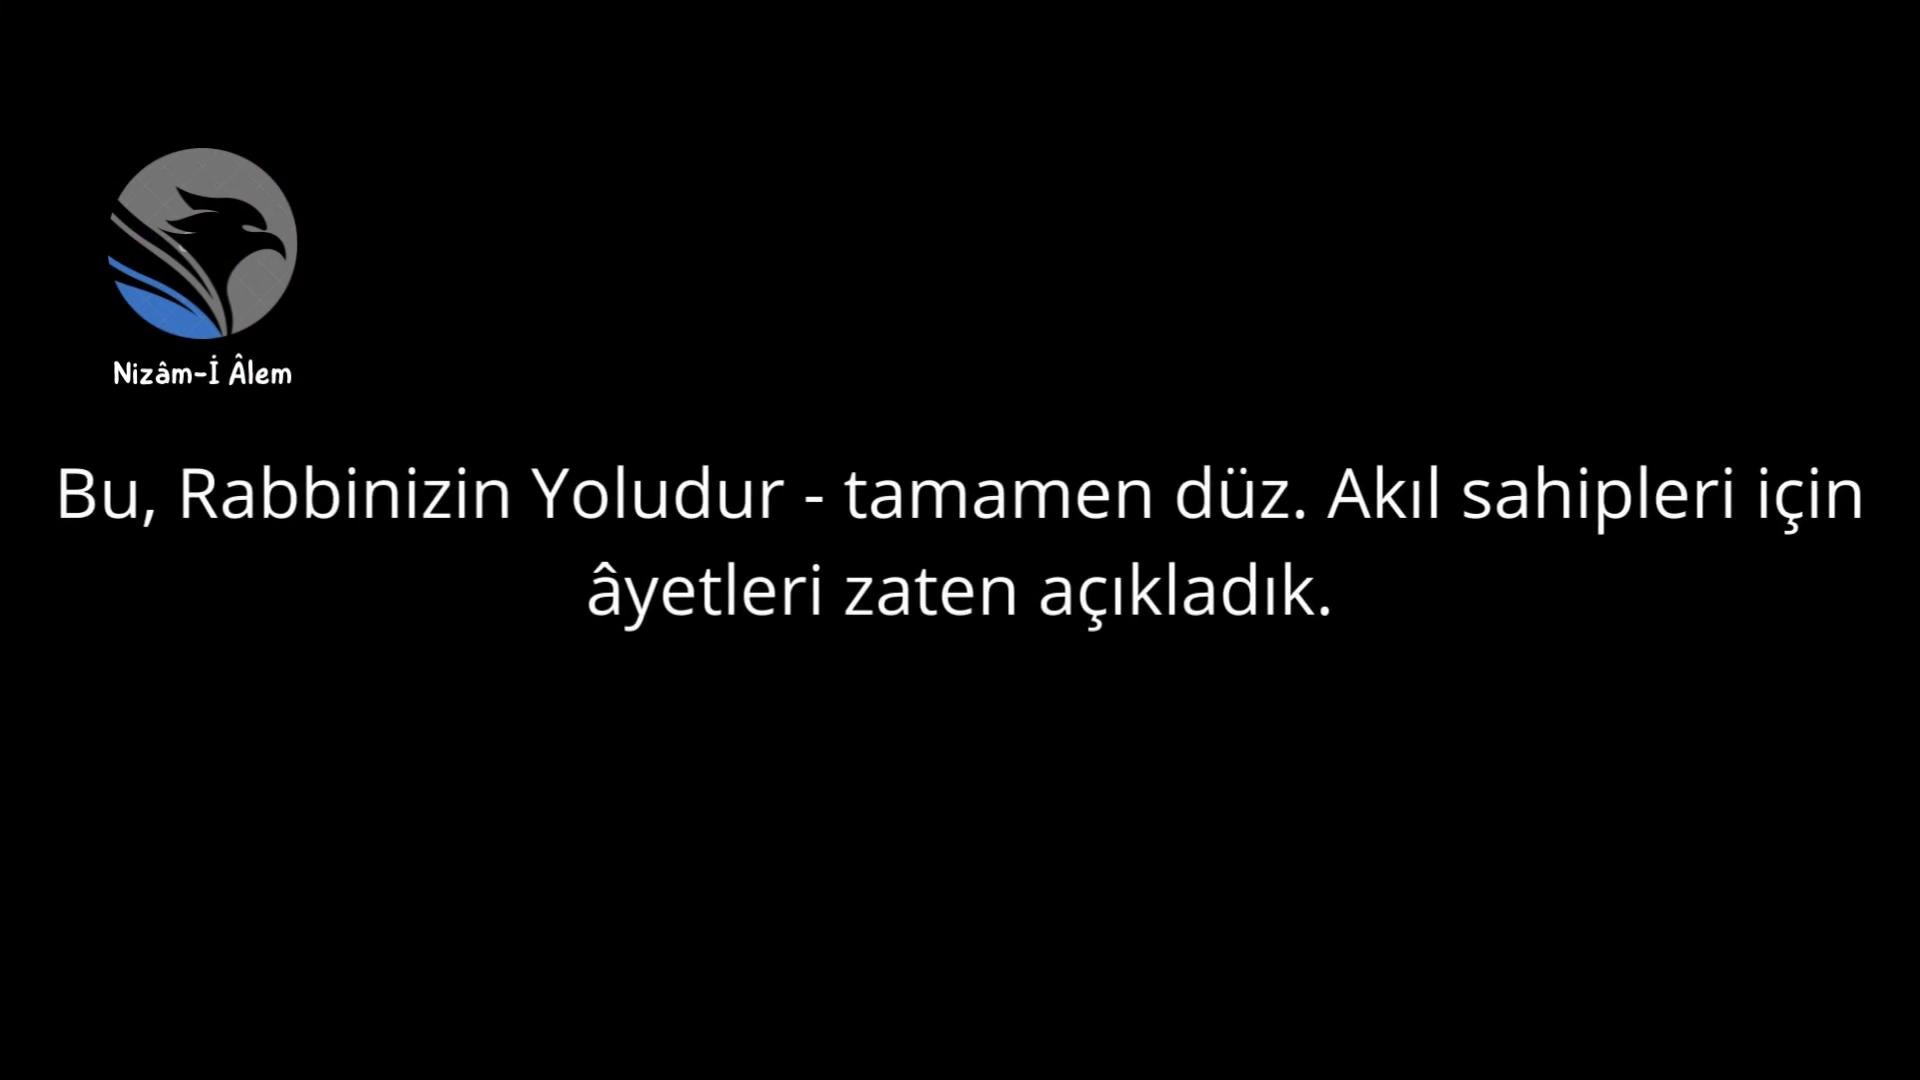 Nizâm-İ Âlem
Bu, Rabbinizin Yoludur - tamamen düz. Akıl sahipleri için
âyetleri zaten açıkladık.